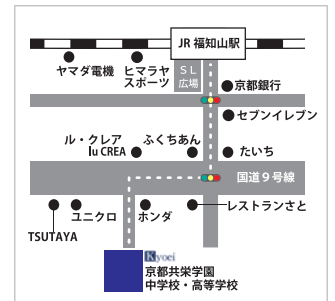 JR 福知山駅
ヤマダ電機
ヒマラヤ
スポーツ
ＳＬ
広場
京都銀行
セブンイレブン
ル・クレア
lu CREA
ふくちあん
たいち
国道９号線
TSUTAYA
ユニクロ
ホンダ
レストランさと
Kyoei
京都共栄学園
中学校・高等学校